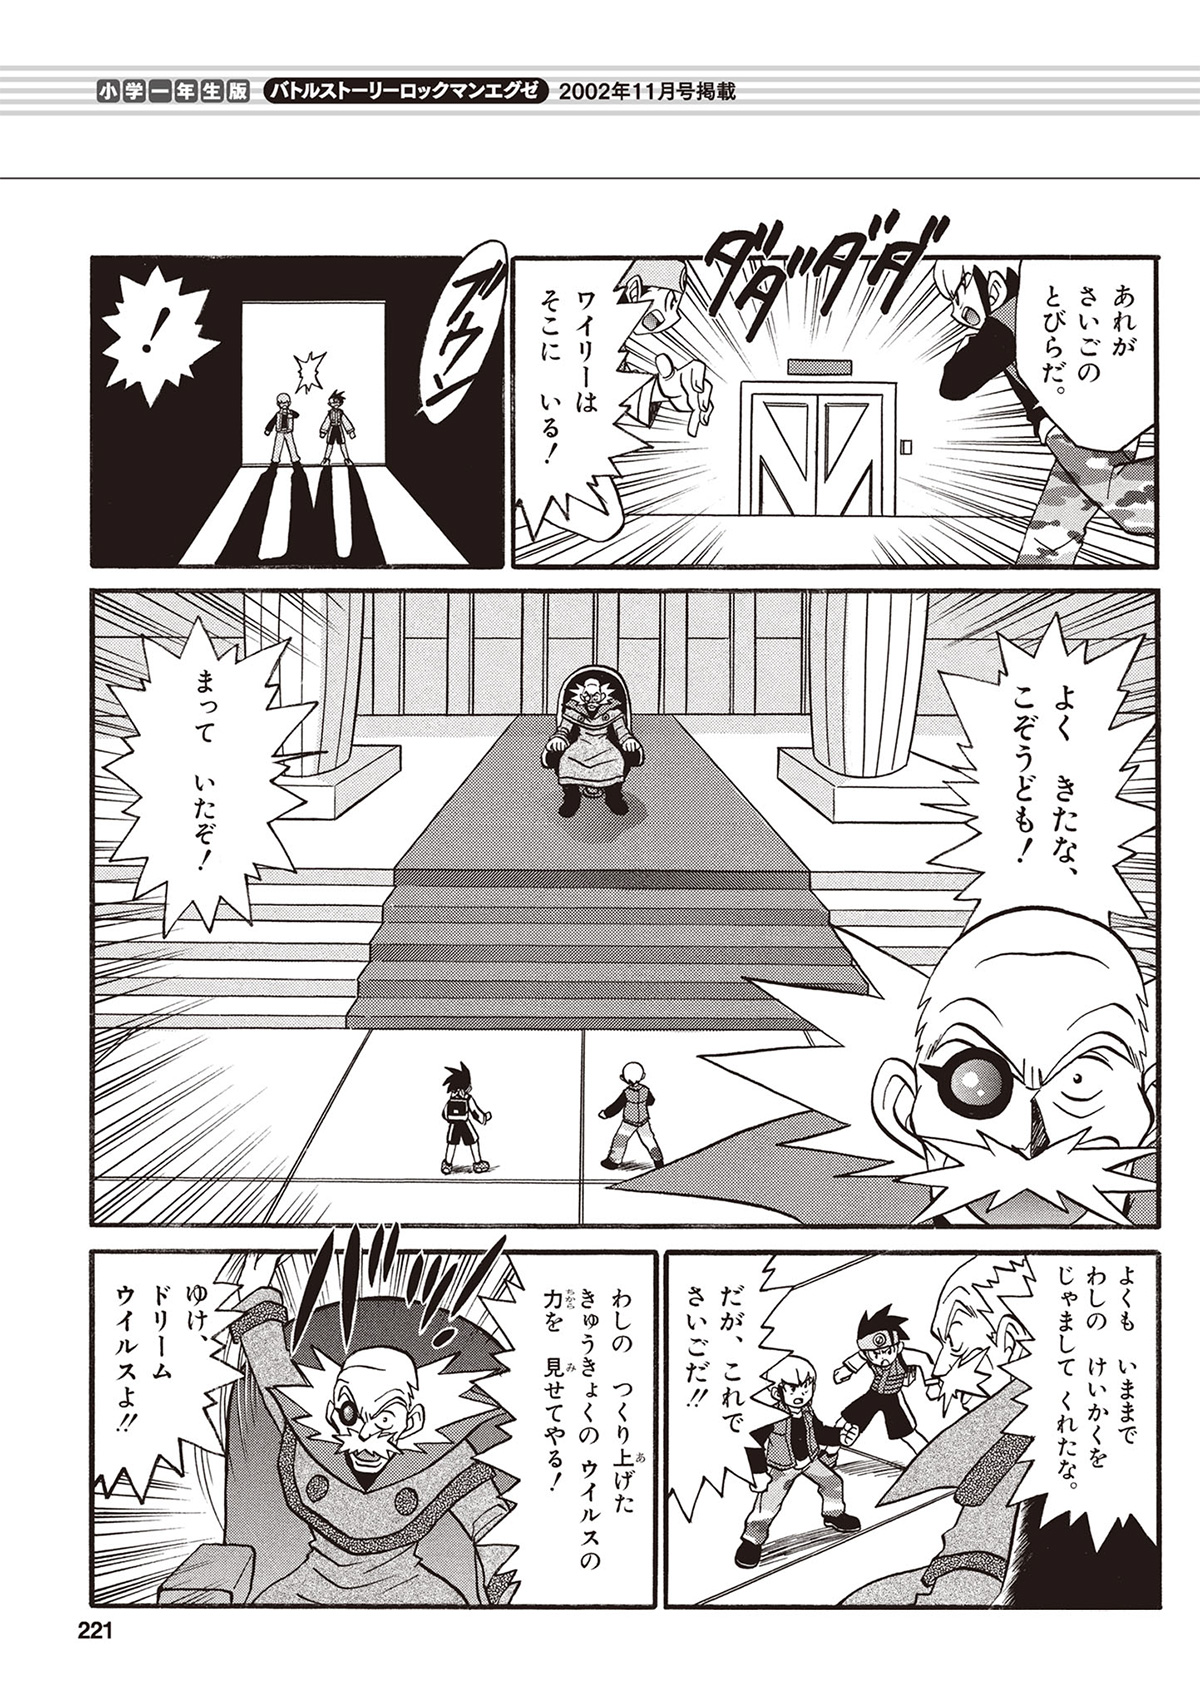 小学一年生版 バトルストーリーロックマンエグゼ 2002年11月号掲載
あれが
さいごの
とびらだ。
ダダダダダ
ワイリーは
そこに いる!
ブウン
!
よく きたな、
こぞうども!
まって いたぞ!
よくも いままで
わしの けいかくを
じゃまして くれたな。
だが、これで
さいごだ!!
わしの つくり上げた
きゅうきょくの ウイルスの
力を 見せてやる!
ゆけ、
ドリーム
ウイルスよ!!
221